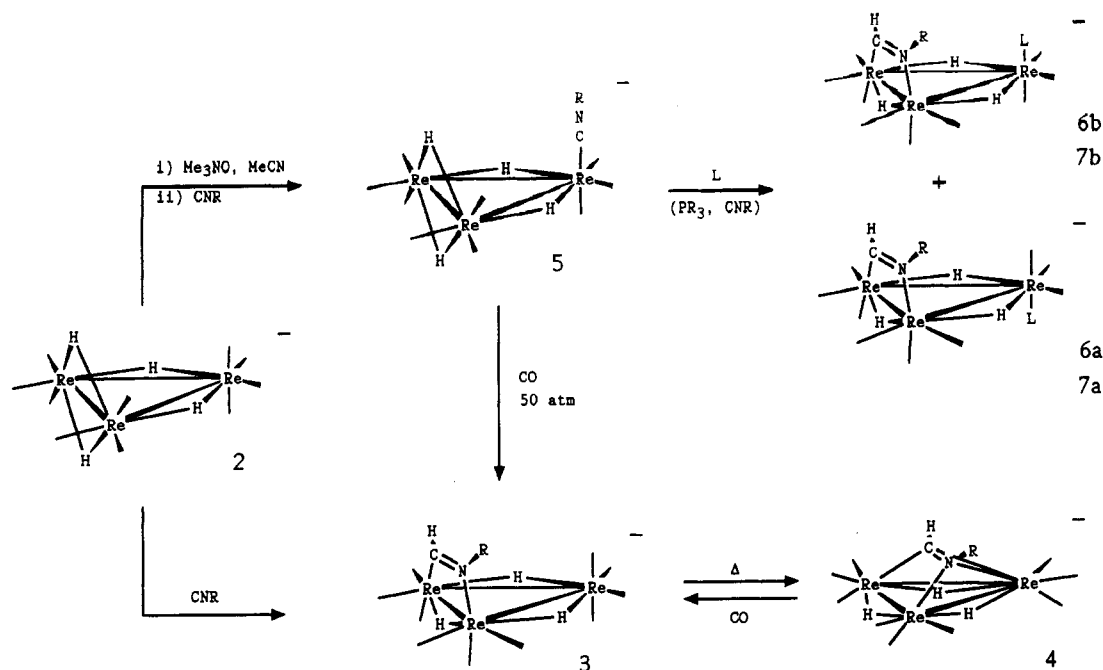 i) Me₃NO, MeCN
ii) CNR
R
N
C
H
H
H
H
Re
Re
Re
−
5
L
(PR₃, CNR)
H
C
N
R
L
H
Re
Re
H
Re
H
−
6b
7b
+
H
C
N
R
H
Re
Re
H
Re
H
L
−
6a
7a
H
H
Re
Re
H
Re
H
−
2
CO
50 atm
CNR
H
C
N
R
H
Re
Re
H
Re
H
−
3
Δ
CO
H
C
N
R
Re
Re
H
H
Re
H
−
4